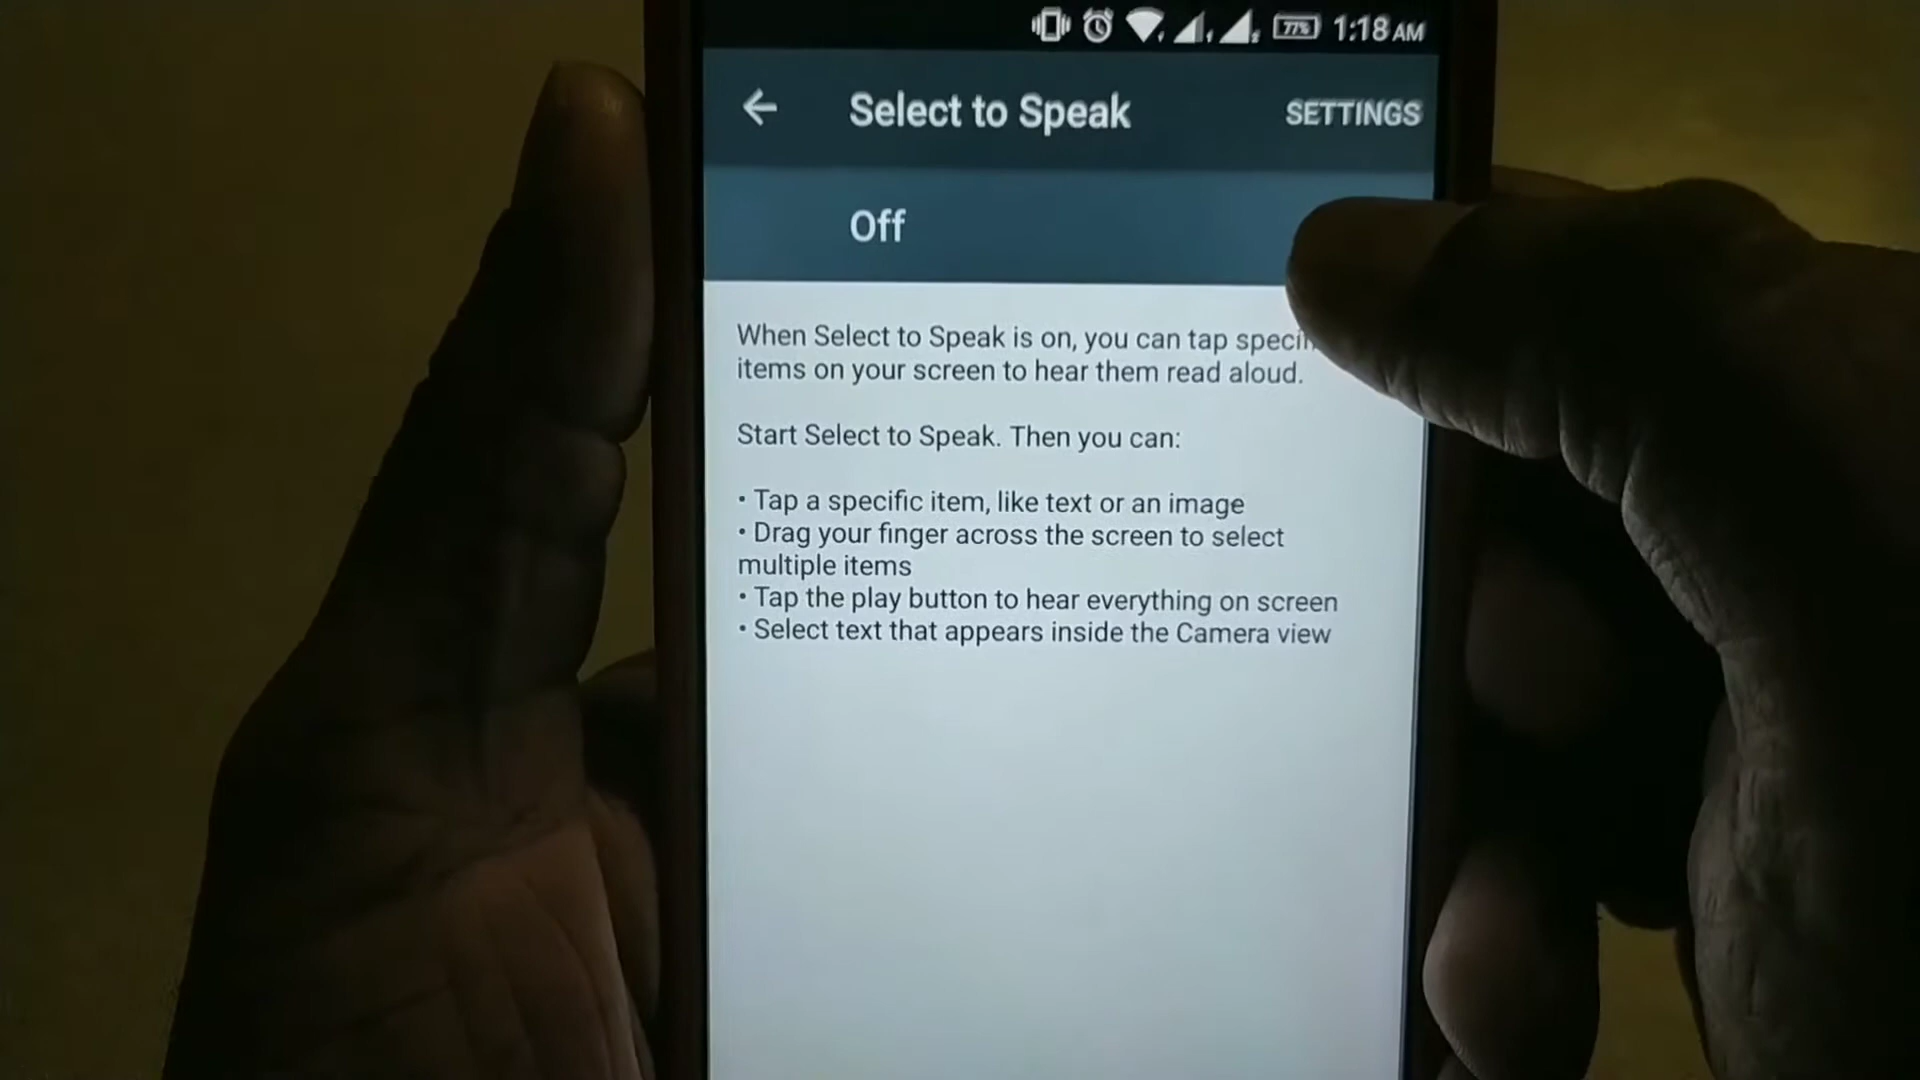 77% 1:18 AM
Select to Speak SETTINGS
Off
When Select to Speak is on, you can tap
items on your screen to hear them read aloud.
Start Select to Speak. Then you can:
• Tap a specific item, like text or an image
• Drag your finger across the screen to select
multiple items
• Tap the play button to hear everything on screen
• Select text that appears inside the Camera view